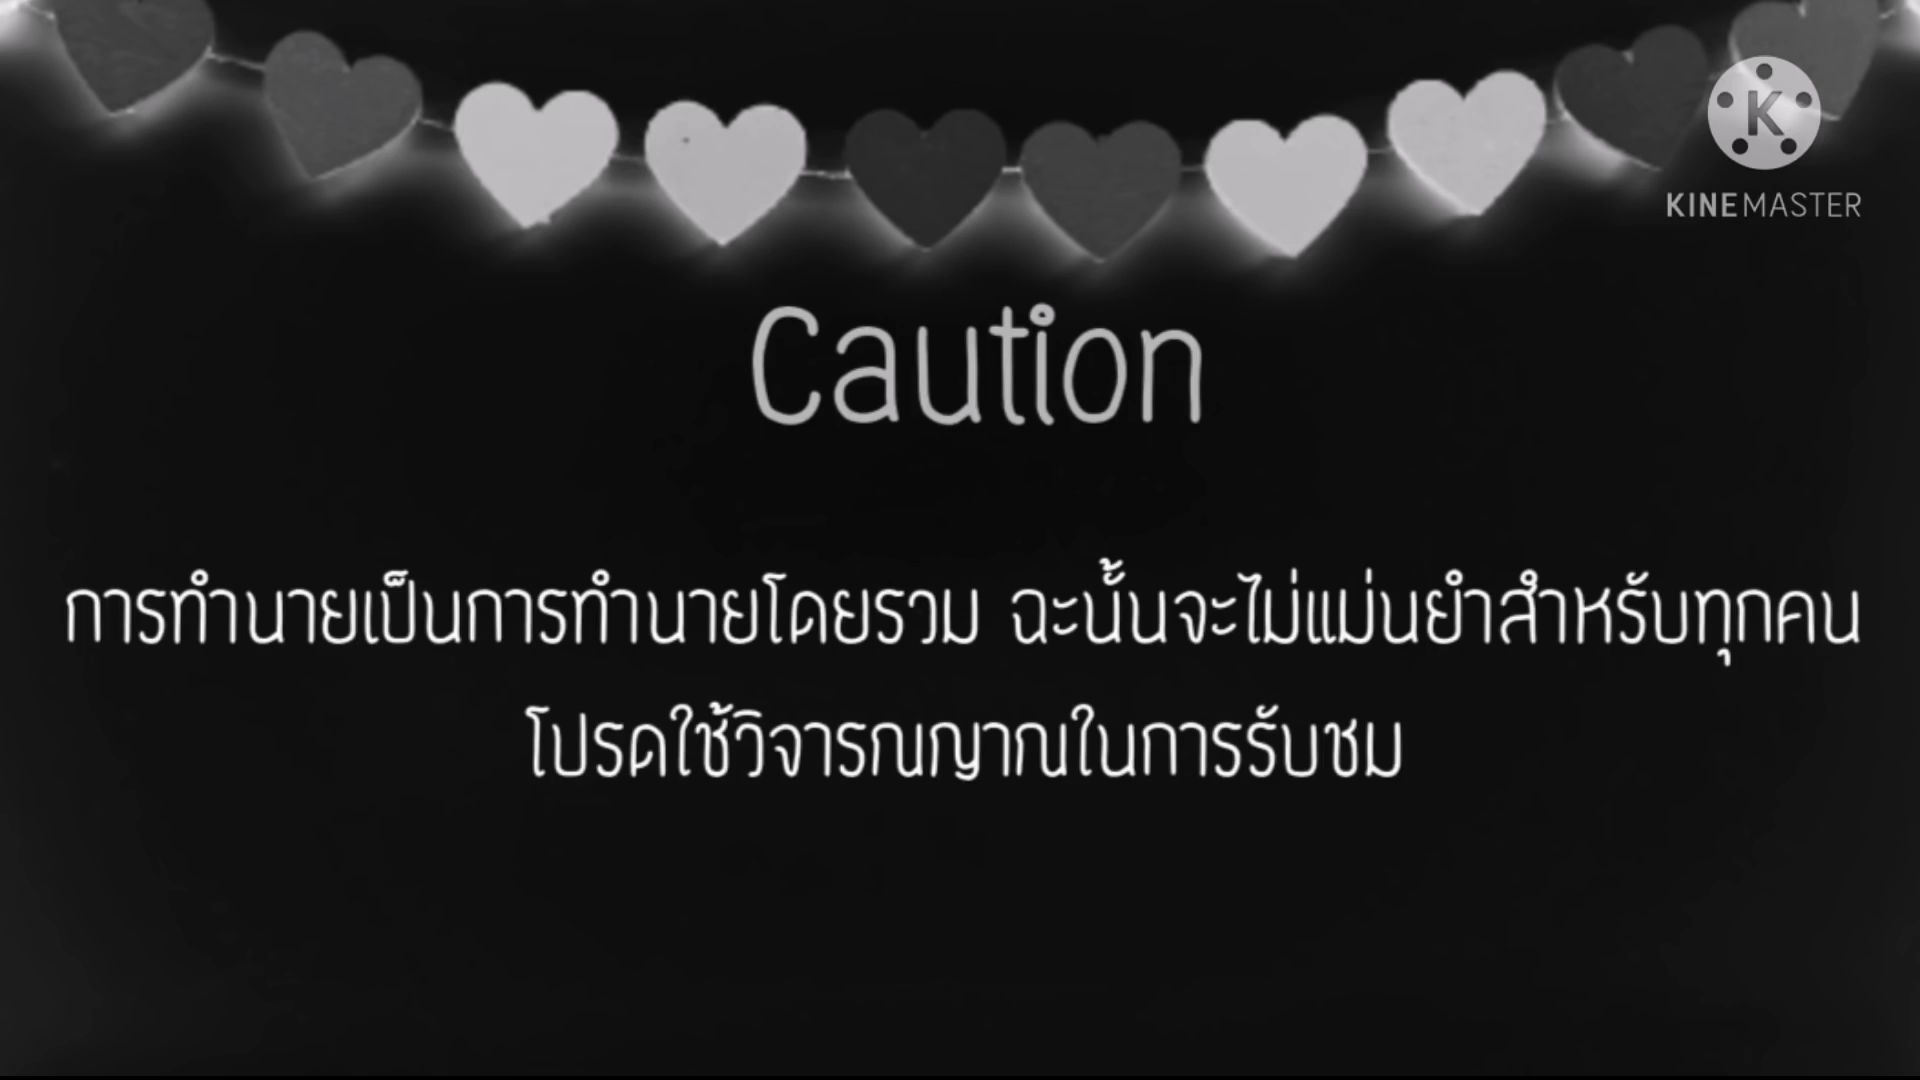 K
KINEMASTER
Caution
การทำนายเป็นการทำนายโดยรวม ฉะนั้นจะไม่แม่นยำสำหรับทุกคน
โปรดใช้วิจารณญาณในการรับชม